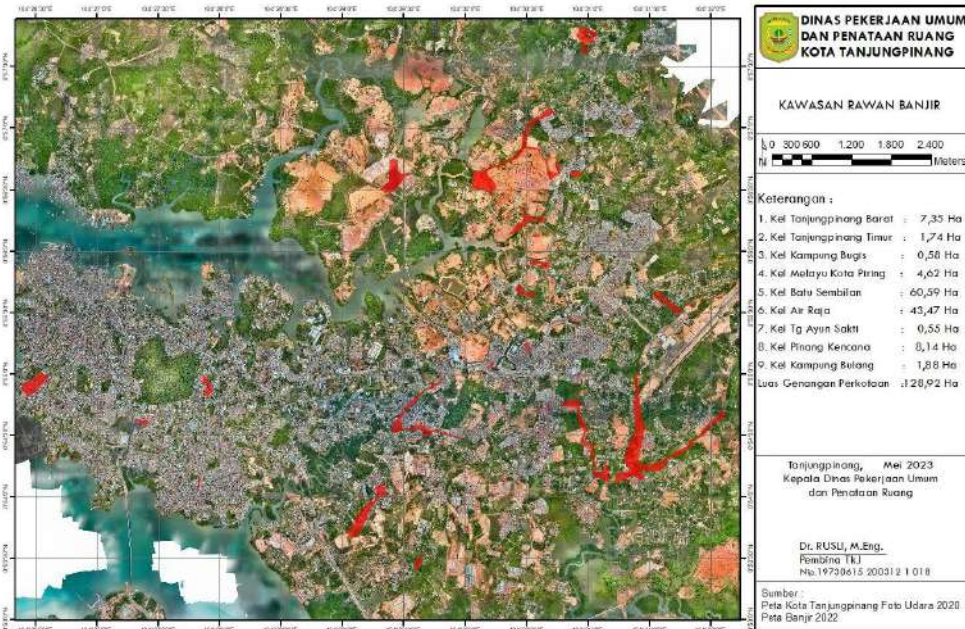 DINAS PEKERJAAN UMUM
DAN PENATAAN RUANG
KOTA TANJUNGPINANG
KAWASAN RAWAN BANJIR
0 300 600 1.200 1.800 2.400
N Meters
Keterangan :
1. Kel Tanjungpinang Barat : 7,35 Ha
2. Kel Tanjungpinang Timur : 1,74 Ha
3. Kel Kampung Bugis : 0,58 Ha
4. Kel Melayu Kota Piring : 4,62 Ha
5. Kel Batu Sembilan : 60,59 Ha
6. Kel Air Raja : 43,47 Ha
7. Kel Tg Ayun Sakti : 0,55 Ha
8. Kel Pinang Kencana : 8,14 Ha
9. Kel Kampung Bulang : 1,88 Ha
Luas Genangan Perkotaan :128,92 Ha
Tanjungpinang, Mei 2023
Kepala Dinas Pekerjaan Umum
dan Penataan Ruang
Dr. RUSLI, M.Eng.
Pembina Tk.I
Nip.19730615 200312 1 018
Sumber :
Peta Kota Tanjungpinang Foto Udara 2020
Peta Banjir 2022